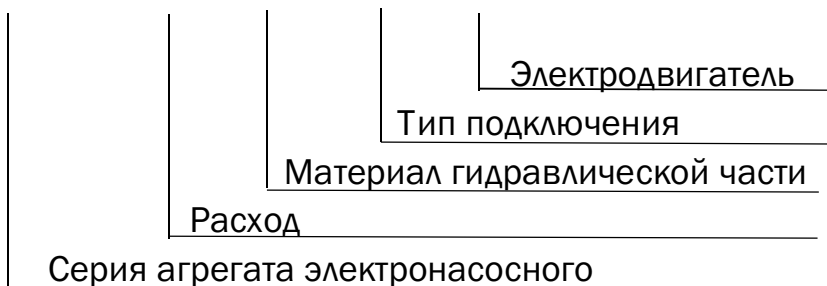 Электродвигатель
Тип подключения
Материал гидравлической части
Расход
Серия агрегата электронасосного